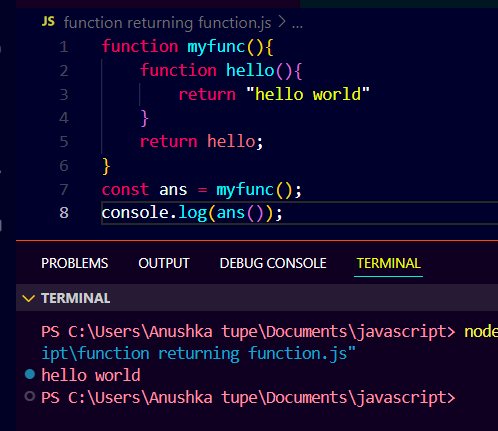 JS function returning function.js > ...
1 function myfunc(){
2     function hello(){
3         return "hello world"
4     }
5     return hello;
6 }
7 const ans = myfunc();
8 console.log(ans());
PROBLEMS OUTPUT DEBUG CONSOLE TERMINAL
TERMINAL
PS C:\Users\Anushka tupe\Documents\javascript> node
ipt\function returning function.js"
hello world
PS C:\Users\Anushka tupe\Documents\javascript>